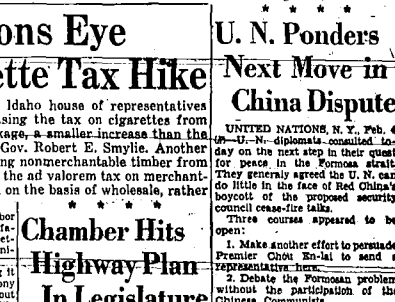 ons Eye
ette Tax Hike
Idaho house of representatives
sing the tax on cigarettes from
kage, a smaller increase than the
Gov. Robert E. Smylie. Another
ng nonmerchantable timber from
the ad valorem tax on merchant-
on the basis of wholesale, rather
* * * *
Chamber Hits
Highway Plan
In Legislature
* * * *
U. N. Ponders
Next Move in
China Dispute
UNITED NATIONS, N. Y., Feb. 4
U. N. diplomats consulted to-
day on the next step in their quest
for peace in the Formosa strait.
They generally agreed the U. N. can
do little in the face of Red China's
boycott of the proposed security
council cease-fire talks.
Three courses appeared to be
open:
1. Make another effort to persuade
Premier Chou En-lai to send a
representative here.
2. Debate the Formosan problem
without the participation of the
Chinese Communists.